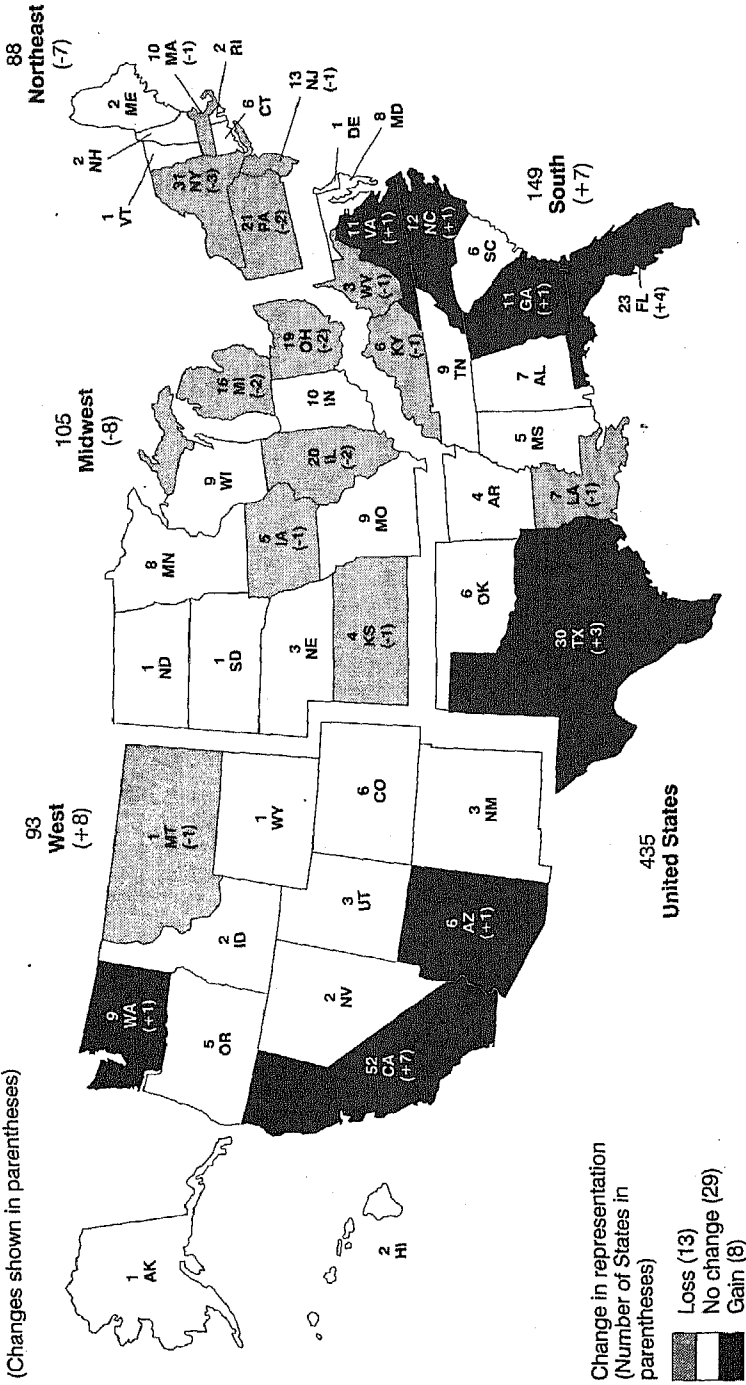 (Changes shown in parentheses)
93
West
(+8)
105
Midwest
(-8)
88
Northeast
(-7)
149
South
(+7)
435
United States
1
AK
2
HI
9
WA
(+1)
5
OR
52
CA
(+7)
2
NV
2
ID
1
MT
(-1)
1
WY
3
UT
6
CO
6
AZ
(+1)
3
NM
1
ND
1
SD
3
NE
4
KS
(-1)
8
MN
5
IA
(-1)
9
MO
9
WI
20
IL
(-2)
16
MI
(-2)
10
IN
19
OH
(-2)
6
OK
30
TX
(+3)
4
AR
7
LA
(-1)
5
MS
7
AL
9
TN
6
KY
(-1)
3
WV
(-1)
11
VA
(+1)
12
NC
(+1)
6
SC
11
GA
(+1)
23
FL
(+4)
1
DE
8
MD
21
PA
(-2)
31
NY
(-3)
13
NJ
(-1)
6
CT
2
RI
10
MA
(-1)
1
VT
2
NH
2
ME
Change in representation
(Number of States in
parentheses)
Loss (13)
No change (29)
Gain (8)